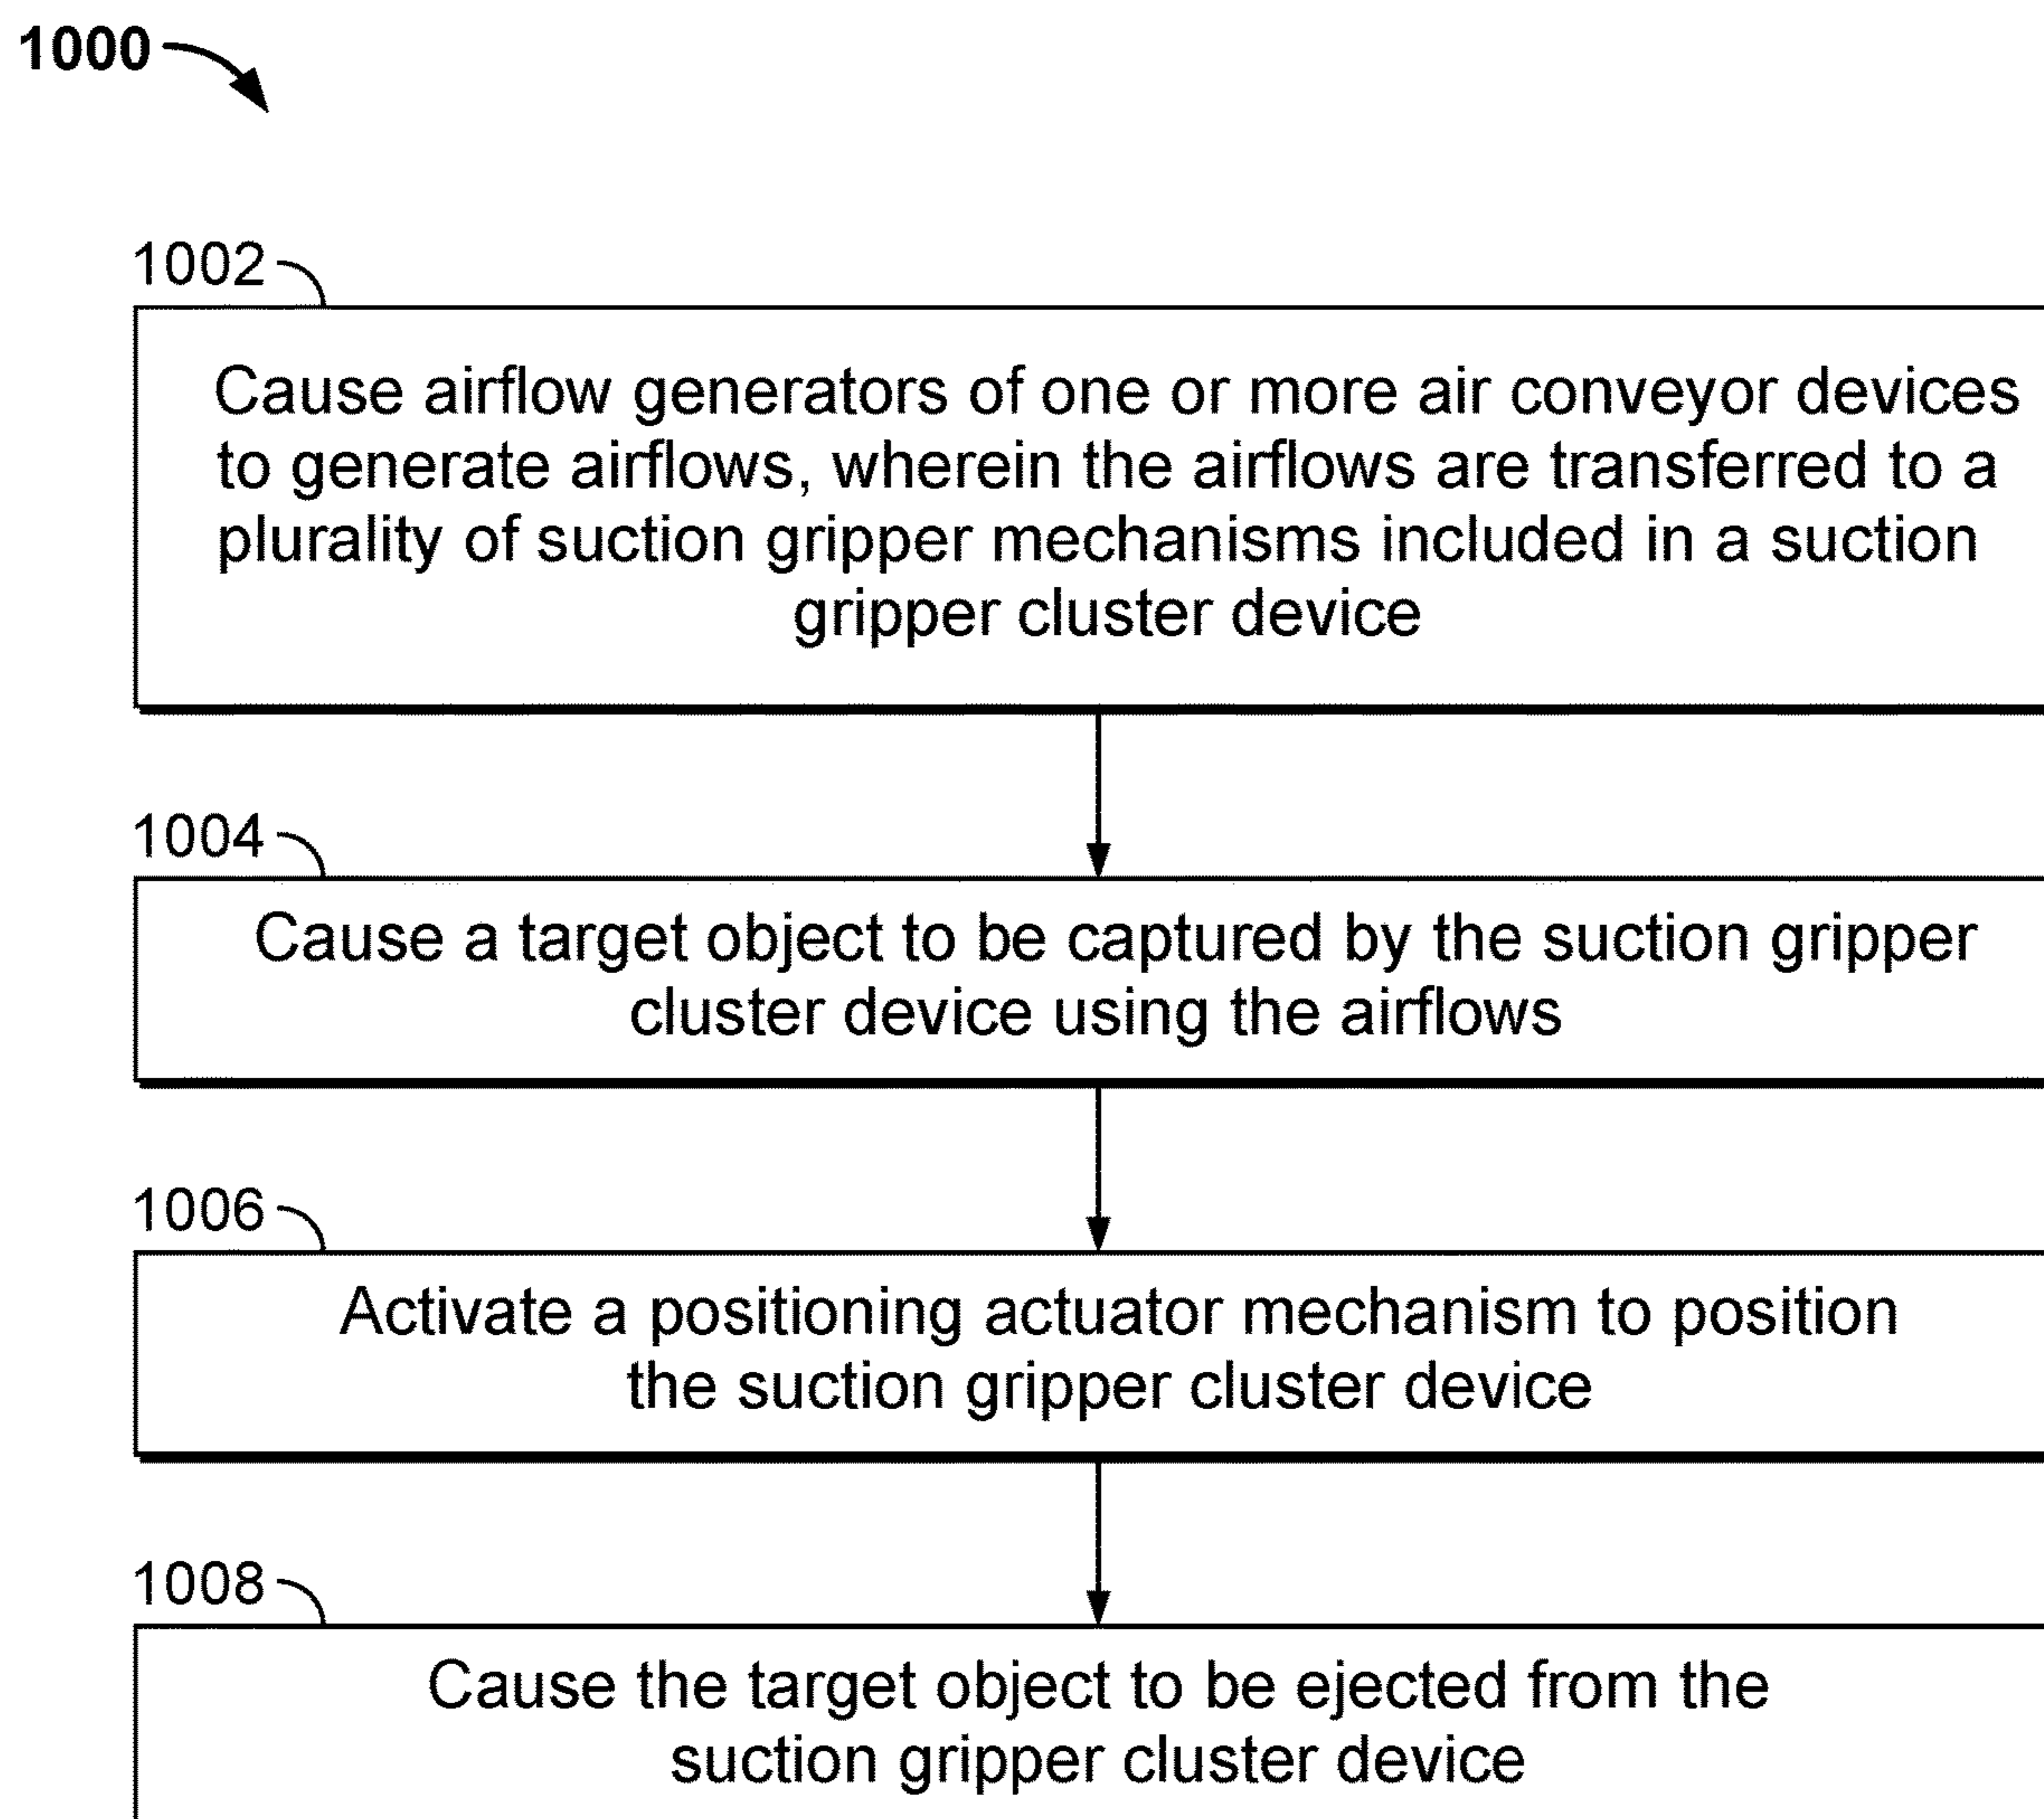 1000
1002
Cause airflow generators of one or more air conveyor devices
to generate airflows, wherein the airflows are transferred to a
plurality of suction gripper mechanisms included in a suction
gripper cluster device
1004
Cause a target object to be captured by the suction gripper
cluster device using the airflows
1006
Activate a positioning actuator mechanism to position
the suction gripper cluster device
1008
Cause the target object to be ejected from the
suction gripper cluster device